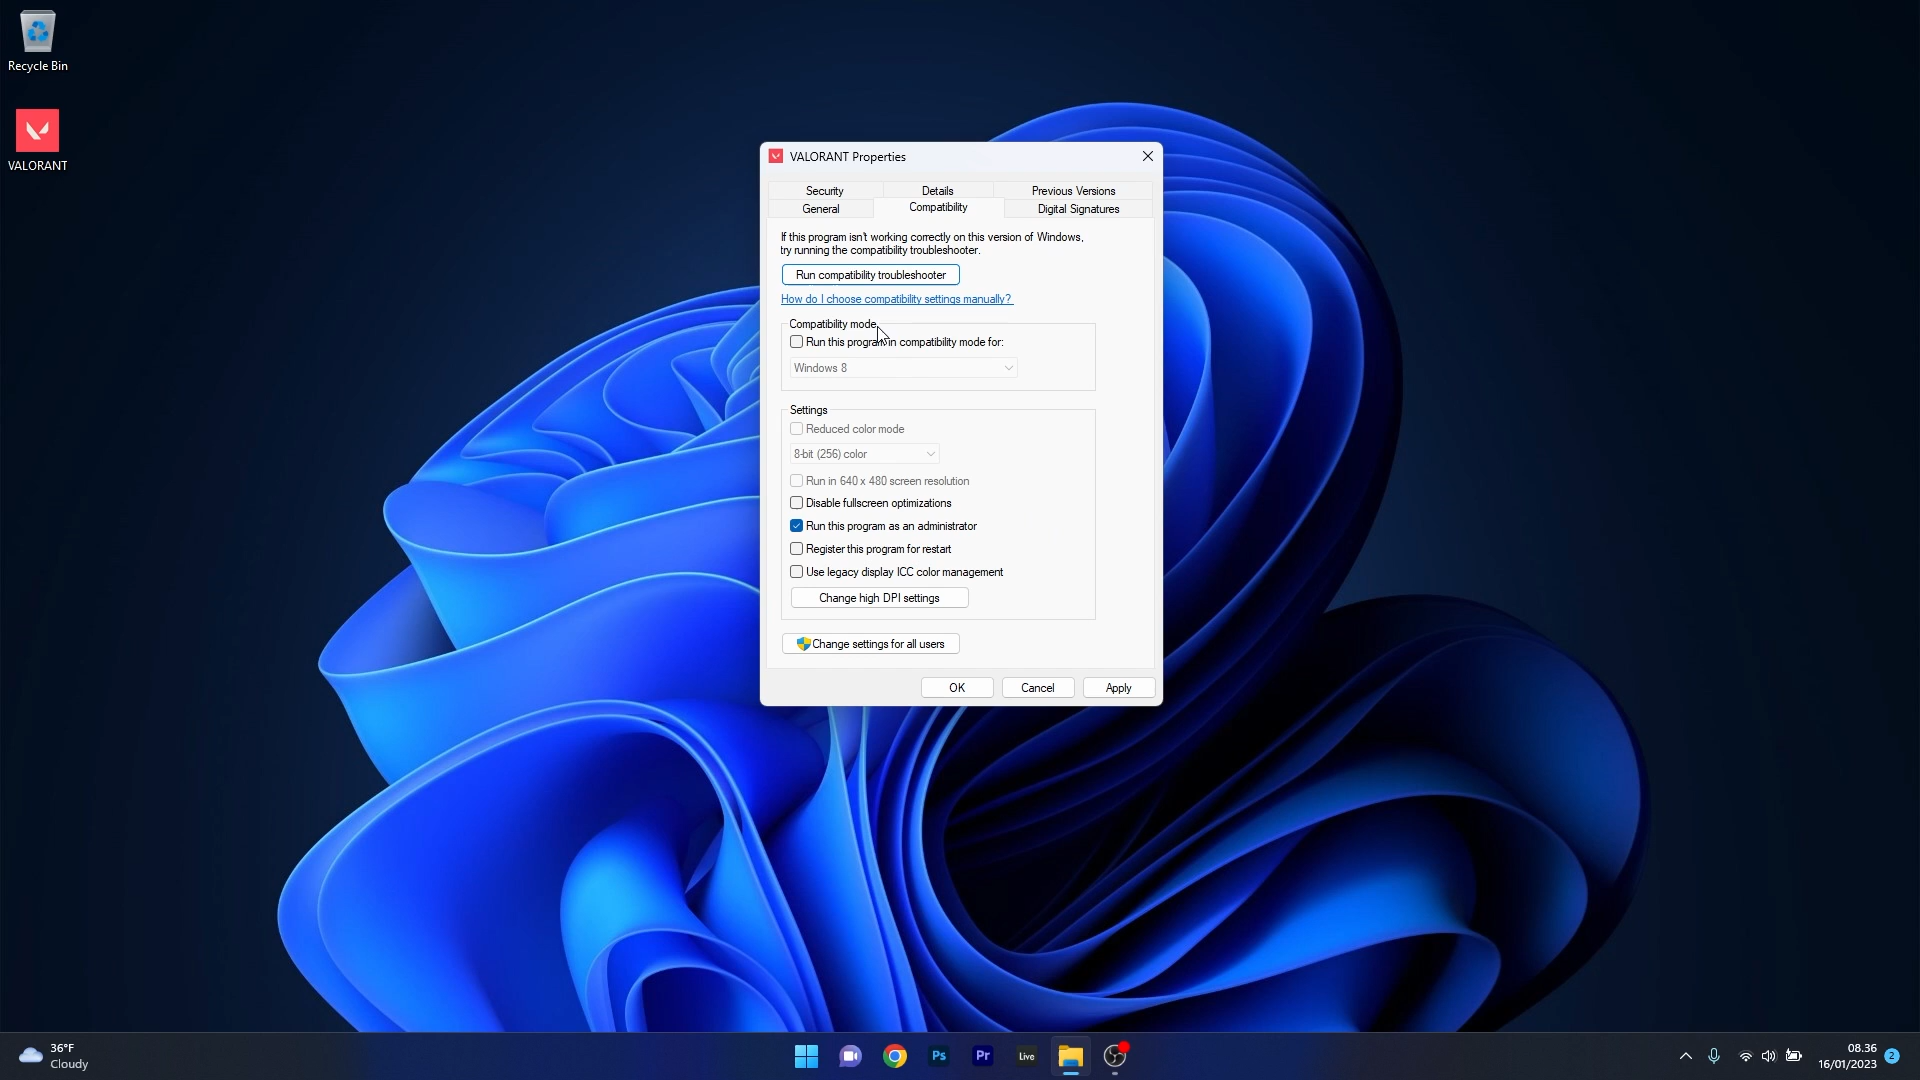 Recycle Bin
VALORANT
VALORANT Properties
Security
Details
Previous Versions
General
Compatibility
Digital Signatures
If this program isn't working correctly on this version of Windows,
try running the compatibility troubleshooter.
Run compatibility troubleshooter
How do I choose compatibility settings manually?
Compatibility mode
Run this program in compatibility mode for:
Windows 8
Settings
Reduced color mode
8-bit (256) color
Run in 640 x 480 screen resolution
Disable fullscreen optimizations
Run this program as an administrator
Register this program for restart
Use legacy display ICC color management
Change high DPI settings
Change settings for all users
OK
Cancel
Apply
36°F
Cloudy
Ps
Pr
Live
08.36
16/01/2023
2